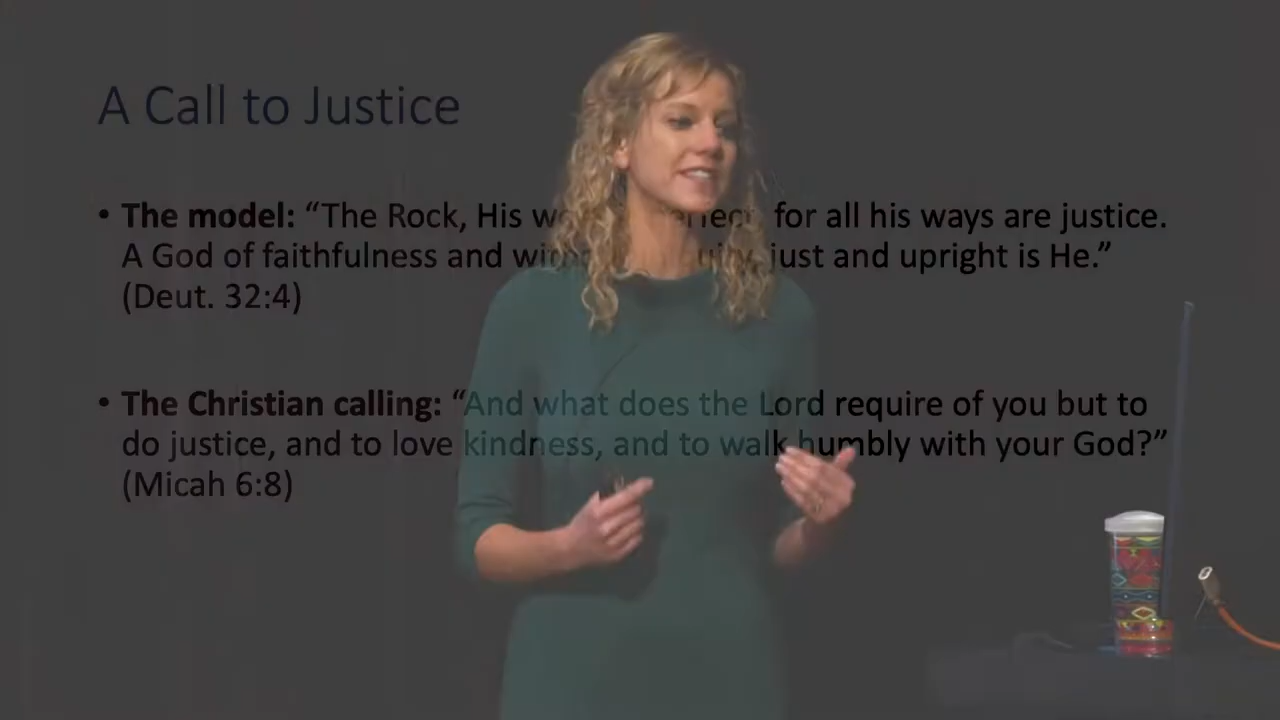 A Call to Justice
• The model: “The Rock, His for all his ways are justice.
A God of faithfulness and just and upright is He.”
(Deut. 32:4)
• The Christian calling: “And what does the Lord require of you but to
do justice, and to love kindness, and to walk humbly with your God?”
(Micah 6:8)